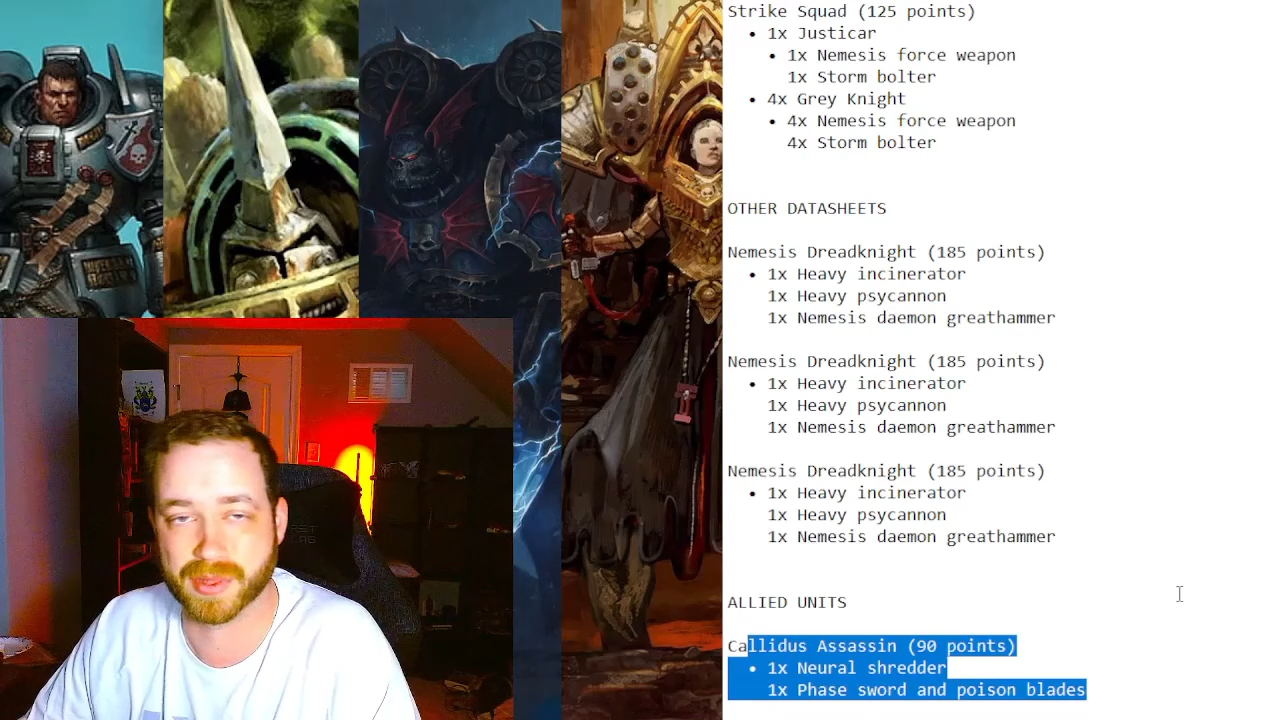 Strike Squad (125 points)
• 1x Justicar
• 1x Nemesis force weapon
1x Storm bolter
• 4x Grey Knight
• 4x Nemesis force weapon
4x Storm bolter
OTHER DATASHEETS
Nemesis Dreadknight (185 points)
• 1x Heavy incinerator
1x Heavy psycannon
1x Nemesis daemon greathammer
Nemesis Dreadknight (185 points)
• 1x Heavy incinerator
1x Heavy psycannon
1x Nemesis daemon greathammer
Nemesis Dreadknight (185 points)
• 1x Heavy incinerator
1x Heavy psycannon
1x Nemesis daemon greathammer
ALLIED UNITS
Callidus Assassin (90 points)
• 1x Neural shredder
1x Phase sword and poison blades